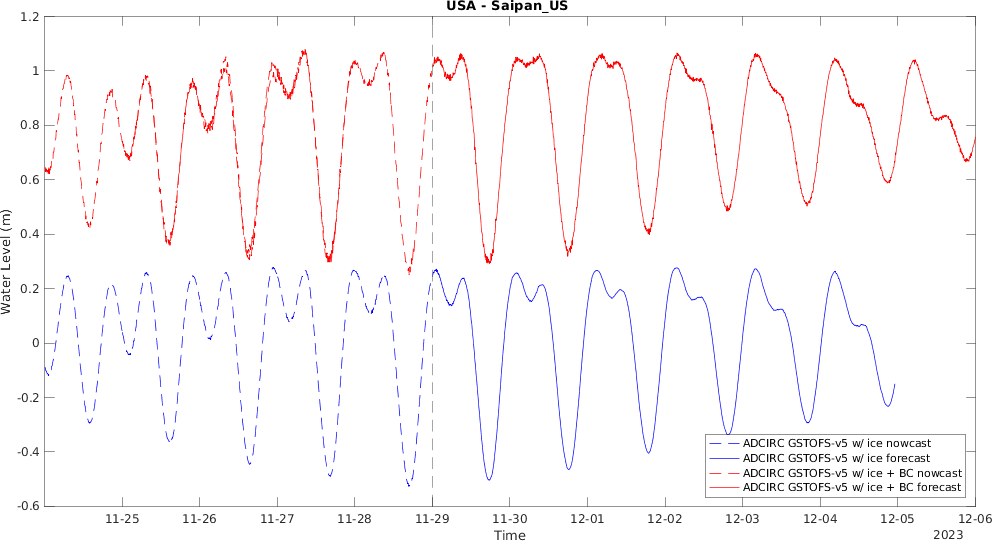 USA - Saipan_US
1.2
1
0.8
0.6
0.4
0.2
0
-0.2
-0.4
-0.6
Water Level (m)
ADCIRC GSTOFS-v5 w/ ice nowcast
ADCIRC GSTOFS-v5 w/ ice forecast
ADCIRC GSTOFS-v5 w/ ice + BC nowcast
ADCIRC GSTOFS-v5 w/ ice + BC forecast
11-25 11-26 11-27 11-28 11-29 11-30 12-01 12-02 12-03 12-04 12-05 12-06
Time
2023